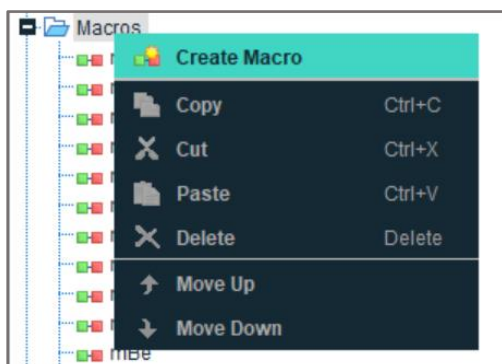 Macros
Create Macro
Copy Ctrl+C
Cut Ctrl+X
Paste Ctrl+V
Delete Delete
Move Up
Move Down
mBe